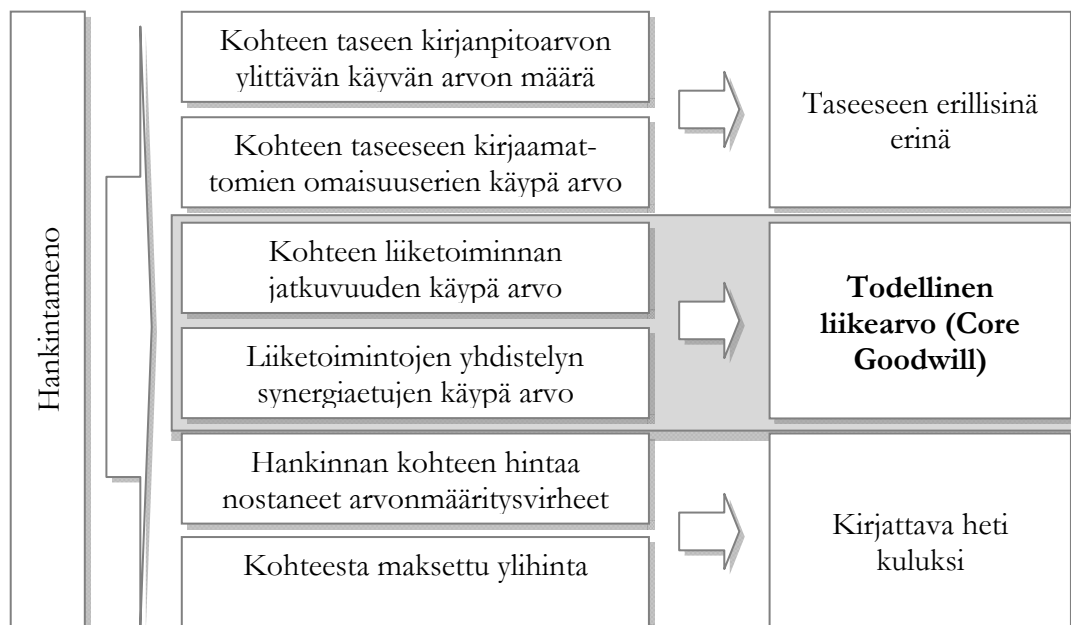 Hankintameno
Kohteen taseen kirjanpitoarvon
ylittävän käyvän arvon määrä
Kohteen taseeseen kirjaamat-
tomien omaisuuserien käypä arvo
Taseeseen erillisinä
erinä
Kohteen liiketoiminnan
jatkuvuuden käypä arvo
Liiketoimintojen yhdistelyn
synergiaetujen käypä arvo
Todellinen
liikearvo (Core
Goodwill)
Hankinnan kohteen hintaa
nostaneet arvonmääritysvirheet
Kohteesta maksettu ylihinta
Kirjattava heti
kuluksi